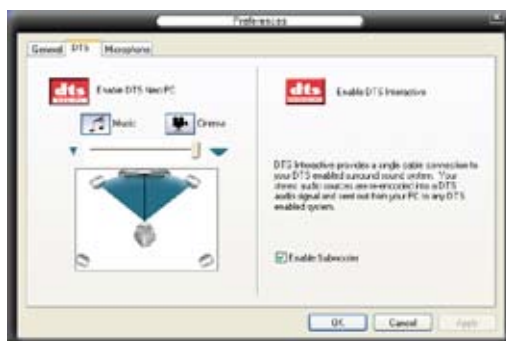 Preferences
General DTS Microphone
dts
Enable DTS Neo:PC
Music
Cinema
dts
Enable DTS Interactive
DTS Interactive provides a single cable connection to
your DTS enabled surround sound system. Your
stereo audio sources are re-encoded into a DTS
audio signal and sent out from your PC to any DTS
enabled system.
Enable Subwoofer
OK Cancel Apply